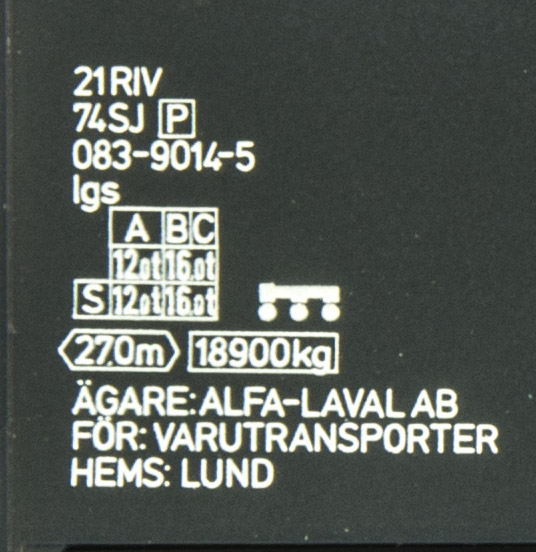 21 RIV
74 SJ P
083-9014-5
lgs
A B C
12,0t 16,0t
S 12,0t 16,0t
27,0m 18900kg
ÄGARE: ALFA-LAVAL AB
FÖR: VARUTRANSPORTER
HEMS: LUND